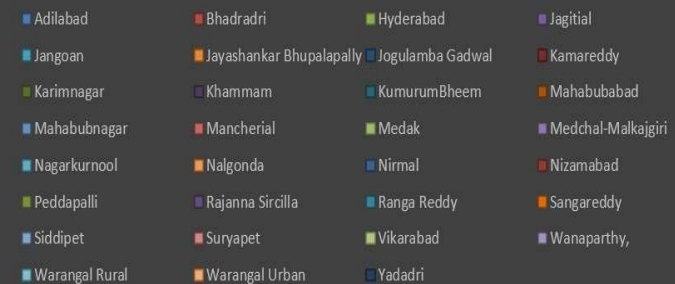 Adilabad Bhadradri Hyderabad Jagitial
Jangoan Jayashankar Bhupalapally Jogulamba Gadwal Kamareddy
Karimnagar Khammam KumurumBheem Mahabubabad
Mahabubnagar Mancherial Medak Medchal-Malkajgiri
Nagarkurnool Nalgonda Nirmal Nizamabad
Peddapalli Rajanna Sircilla Ranga Reddy Sangareddy
Siddipet Suryapet Vikarabad Wanaparthy,
Warangal Rural Warangal Urban Yadadri